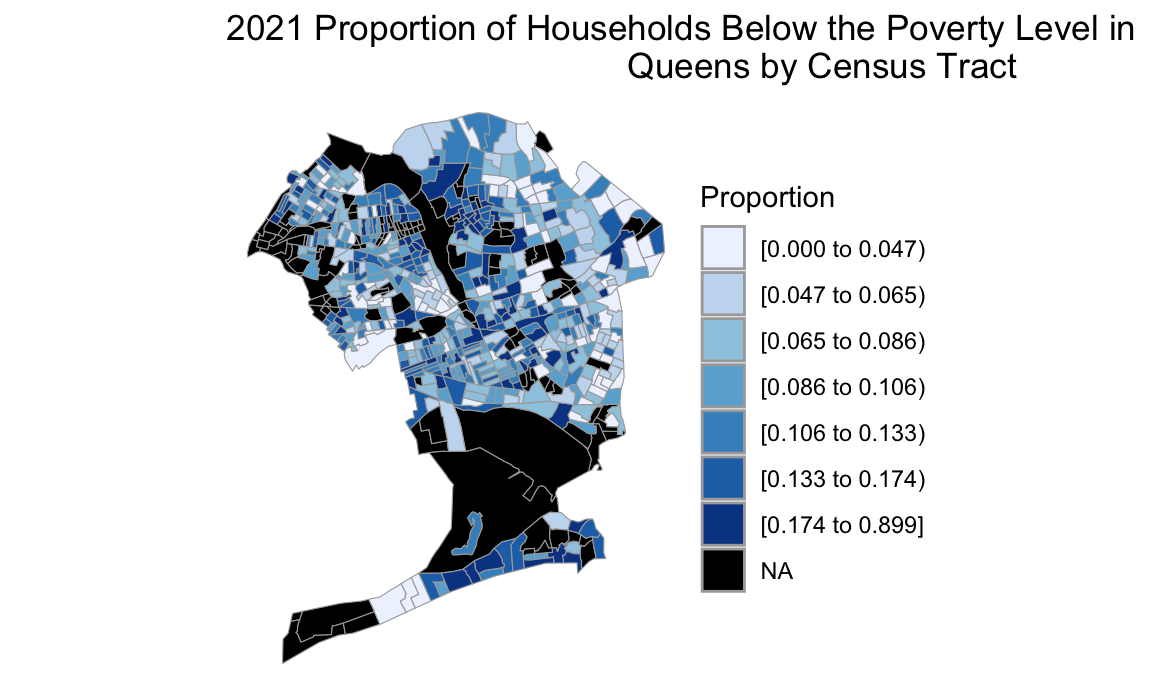 2021 Proportion of Households Below the Poverty Level in
Queens by Census Tract
Proportion
[0.000 to 0.047)
[0.047 to 0.065)
[0.065 to 0.086)
[0.086 to 0.106)
[0.106 to 0.133)
[0.133 to 0.174)
[0.174 to 0.899]
NA